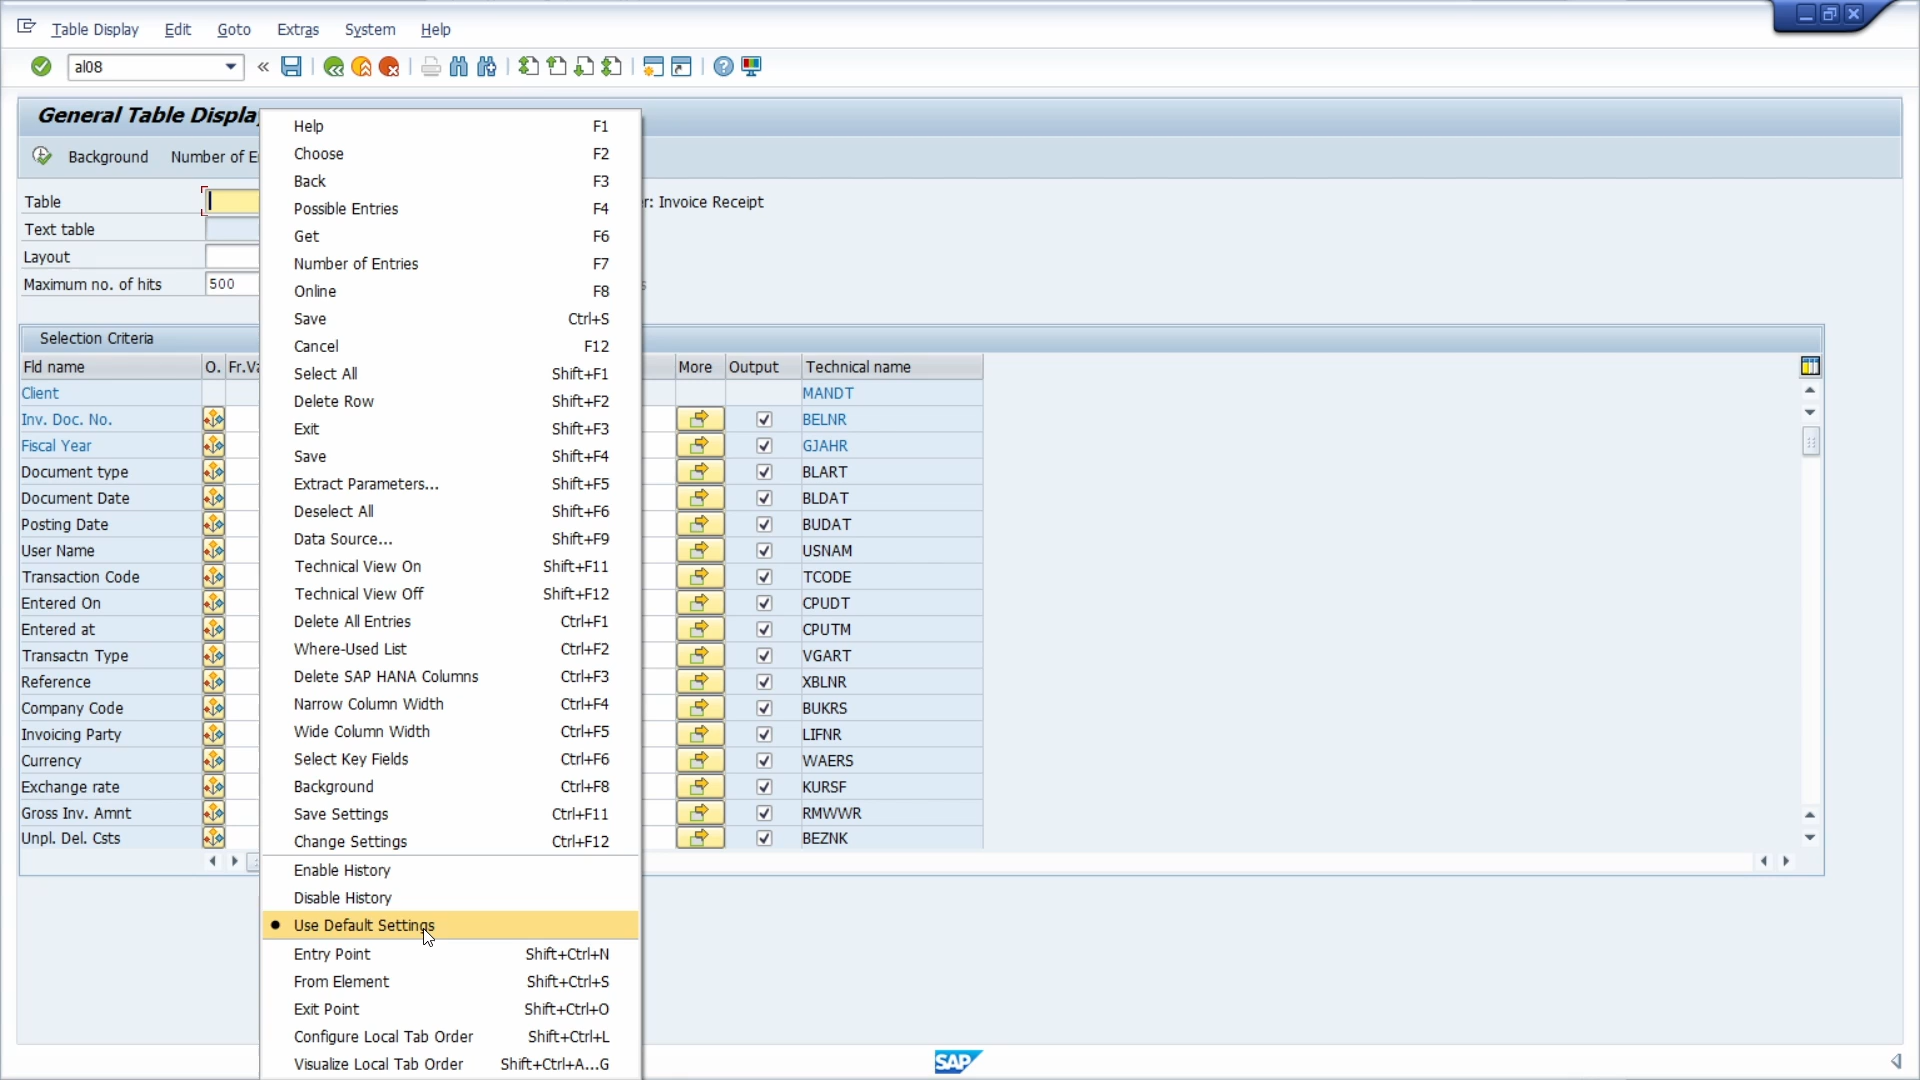 Table Display Edit Goto Extras System Help
al08
General Table Display
Background Number of E
Table
r: Invoice Receipt
Text table
Layout
Maximum no. of hits 500
Selection Criteria
Fld name O. Fr.Va More Output Technical name
Client MANDT
Inv. Doc. No. BELNR
Fiscal Year GJAHR
Document type BLART
Document Date BLDAT
Posting Date BUDAT
User Name USNAM
Transaction Code TCODE
Entered On CPUDT
Entered at CPUTM
Transactn Type VGART
Reference XBLNR
Company Code BUKRS
Invoicing Party LIFNR
Currency WAERS
Exchange rate KURSF
Gross Inv. Amnt RMWWR
Unpl. Del. Csts BEZNK
Help F1
Choose F2
Back F3
Possible Entries F4
Get F6
Number of Entries F7
Online F8
Save Ctrl+S
Cancel F12
Select All Shift+F1
Delete Row Shift+F2
Exit Shift+F3
Save Shift+F4
Extract Parameters... Shift+F5
Deselect All Shift+F6
Data Source... Shift+F9
Technical View On Shift+F11
Technical View Off Shift+F12
Delete All Entries Ctrl+F1
Where-Used List Ctrl+F2
Delete SAP HANA Columns Ctrl+F3
Narrow Column Width Ctrl+F4
Wide Column Width Ctrl+F5
Select Key Fields Ctrl+F6
Background Ctrl+F8
Save Settings Ctrl+F11
Change Settings Ctrl+F12
Enable History
Disable History
Use Default Settings
Entry Point Shift+Ctrl+N
From Element Shift+Ctrl+S
Exit Point Shift+Ctrl+O
Configure Local Tab Order Shift+Ctrl+L
Visualize Local Tab Order Shift+Ctrl+A...G
SAP